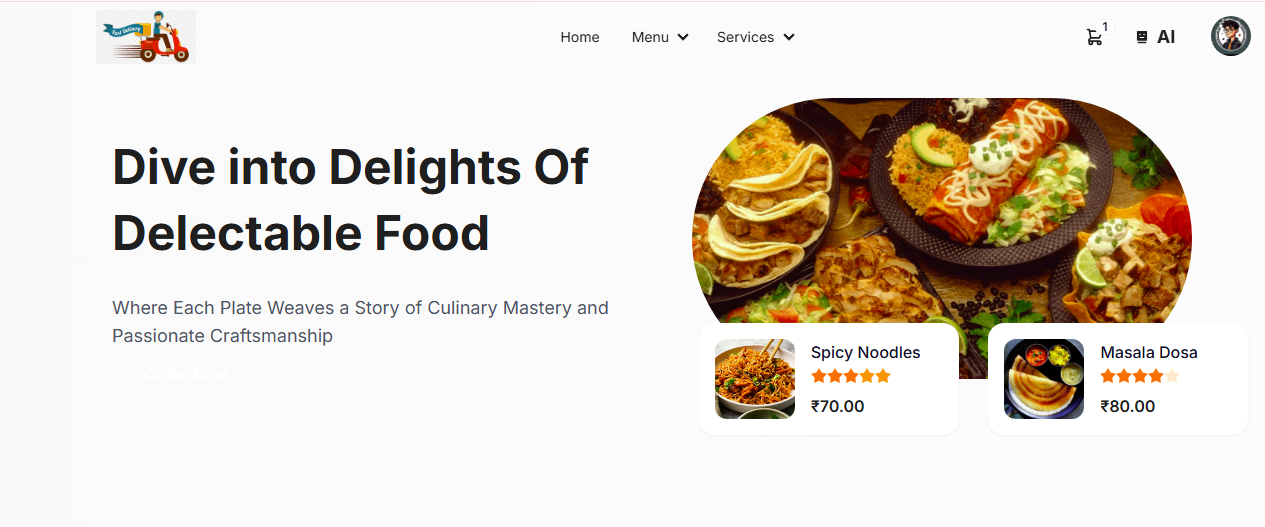 Fast Delivery
Home
Menu
Services
1
AI
Dive into Delights Of
Delectable Food
Where Each Plate Weaves a Story of Culinary Mastery and
Passionate Craftsmanship
Order Now
Spicy Noodles
₹70.00
Masala Dosa
₹80.00